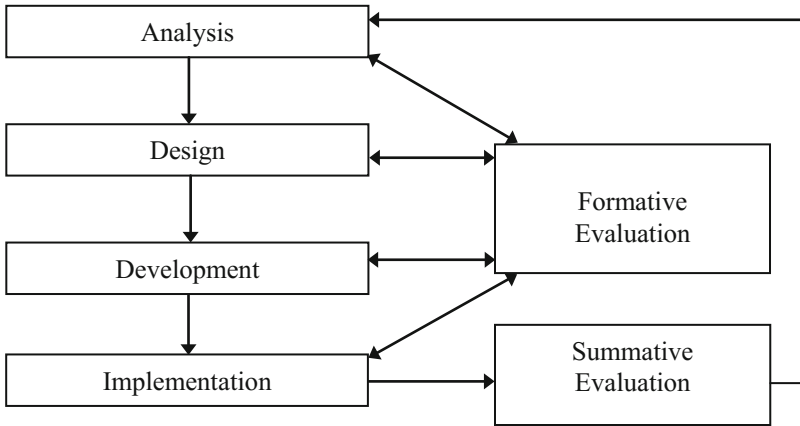 Analysis
Design
Formative
Evaluation
Development
Summative
Evaluation
Implementation